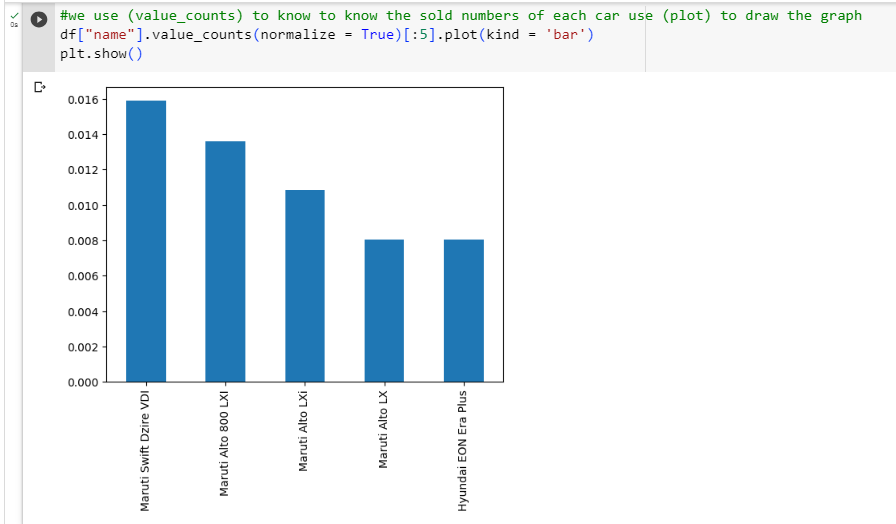 #we use (value_counts) to know to know the sold numbers of each car use (plot) to draw the graph
df["name"].value_counts(normalize = True)[:5].plot(kind = 'bar')
plt.show()
0s
0.016
0.014
0.012
0.010
0.008
0.006
0.004
0.002
0.000
Maruti Swift Dzire VDI
Maruti Alto 800 LXI
Maruti Alto LXi
Maruti Alto LX
Hyundai EON Era Plus